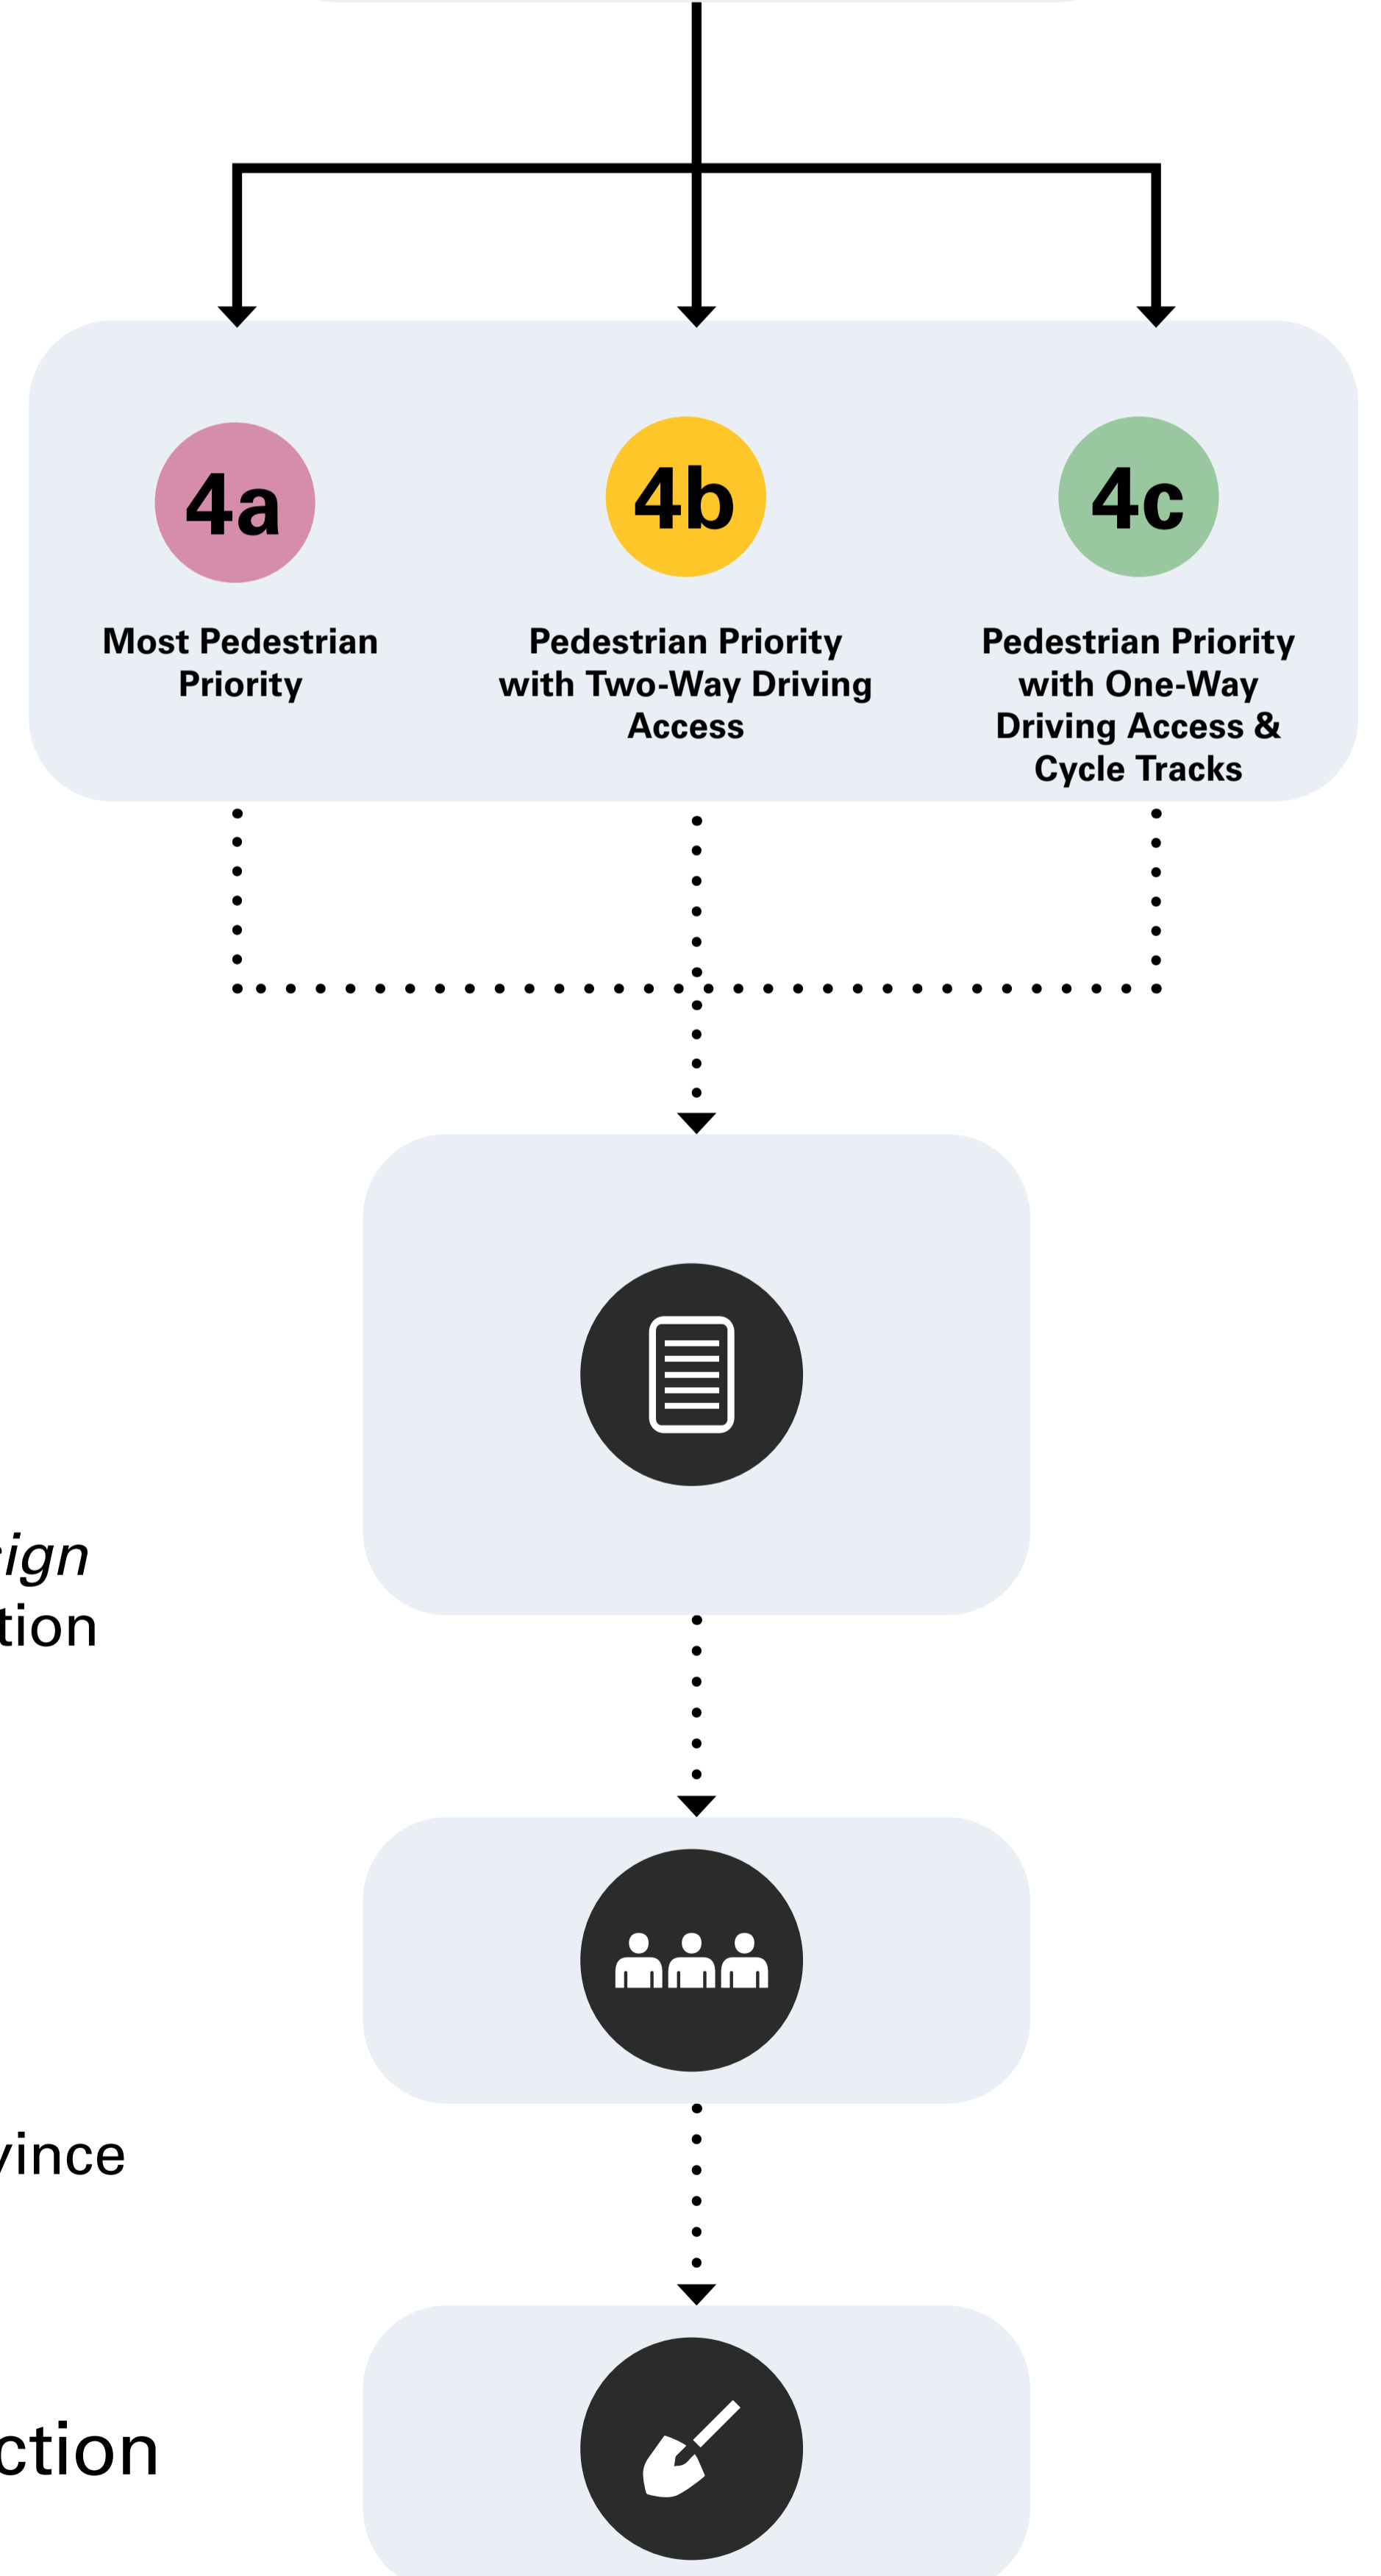 4a
4b
4c
Most Pedestrian
Priority
Pedestrian Priority
with Two-Way Driving
Access
Pedestrian Priority
with One-Way
Driving Access &
Cycle Tracks
ign
tion
vince
ction